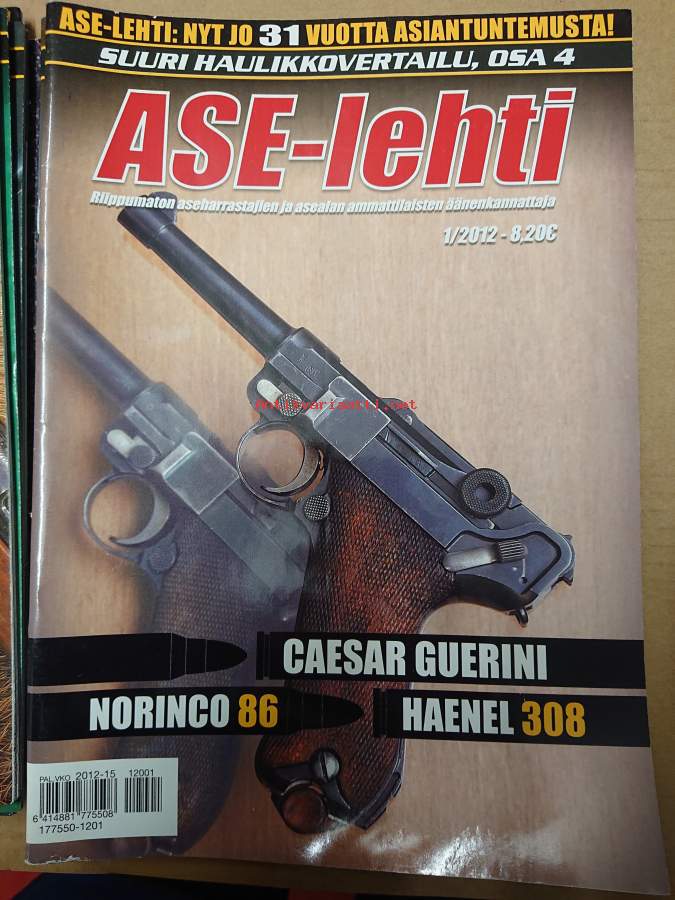 ASE-LEHTI: NYT JO 31 VUOTTA ASIANTUNTEMUSTA!
SUURI HAULIKKOVERTAILU, OSA 4
ASE-lehti
Riippumaton aseharrastajien ja asealan ammattilaisten äänenkannattaja
1/2012 - 8,20€
Antikvariaatti.net
CAESAR GUERINI
NORINCO 86 HAENEL 308
PAL.VKO 2012-15 12001
6 414881 775508
177550-1201